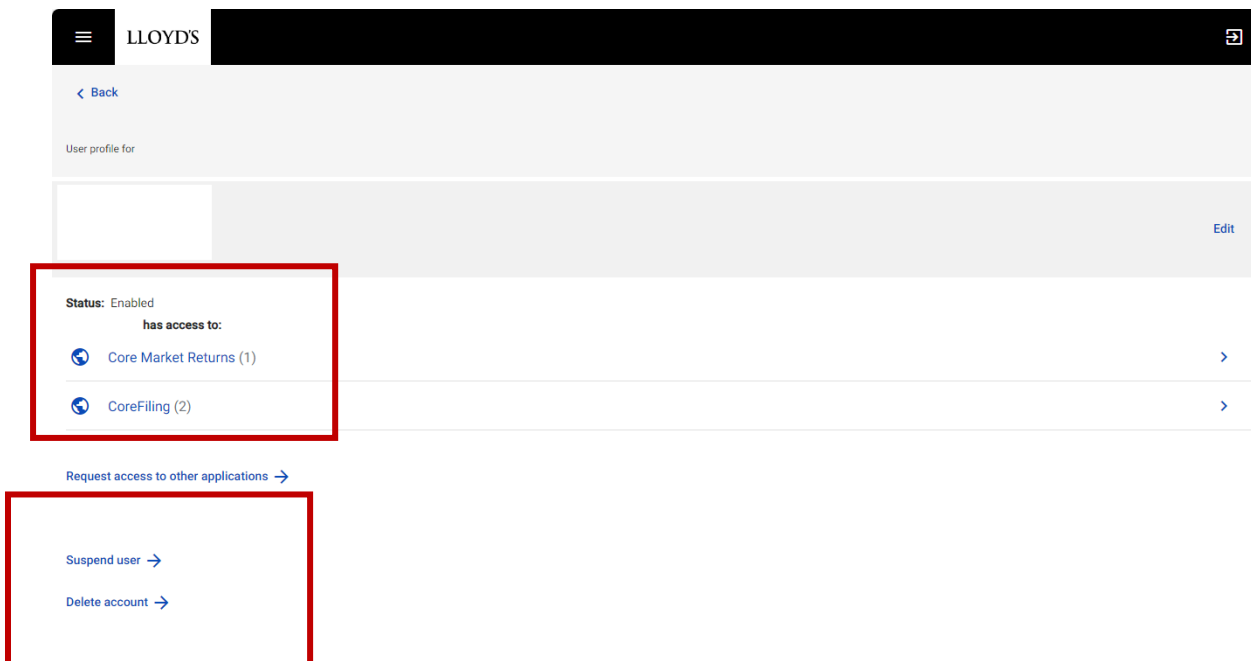 LLOYD'S
Back
User profile for
Edit
Status: Enabled
has access to:
Core Market Returns (1)
CoreFiling (2)
Request access to other applications →
Suspend user →
Delete account →